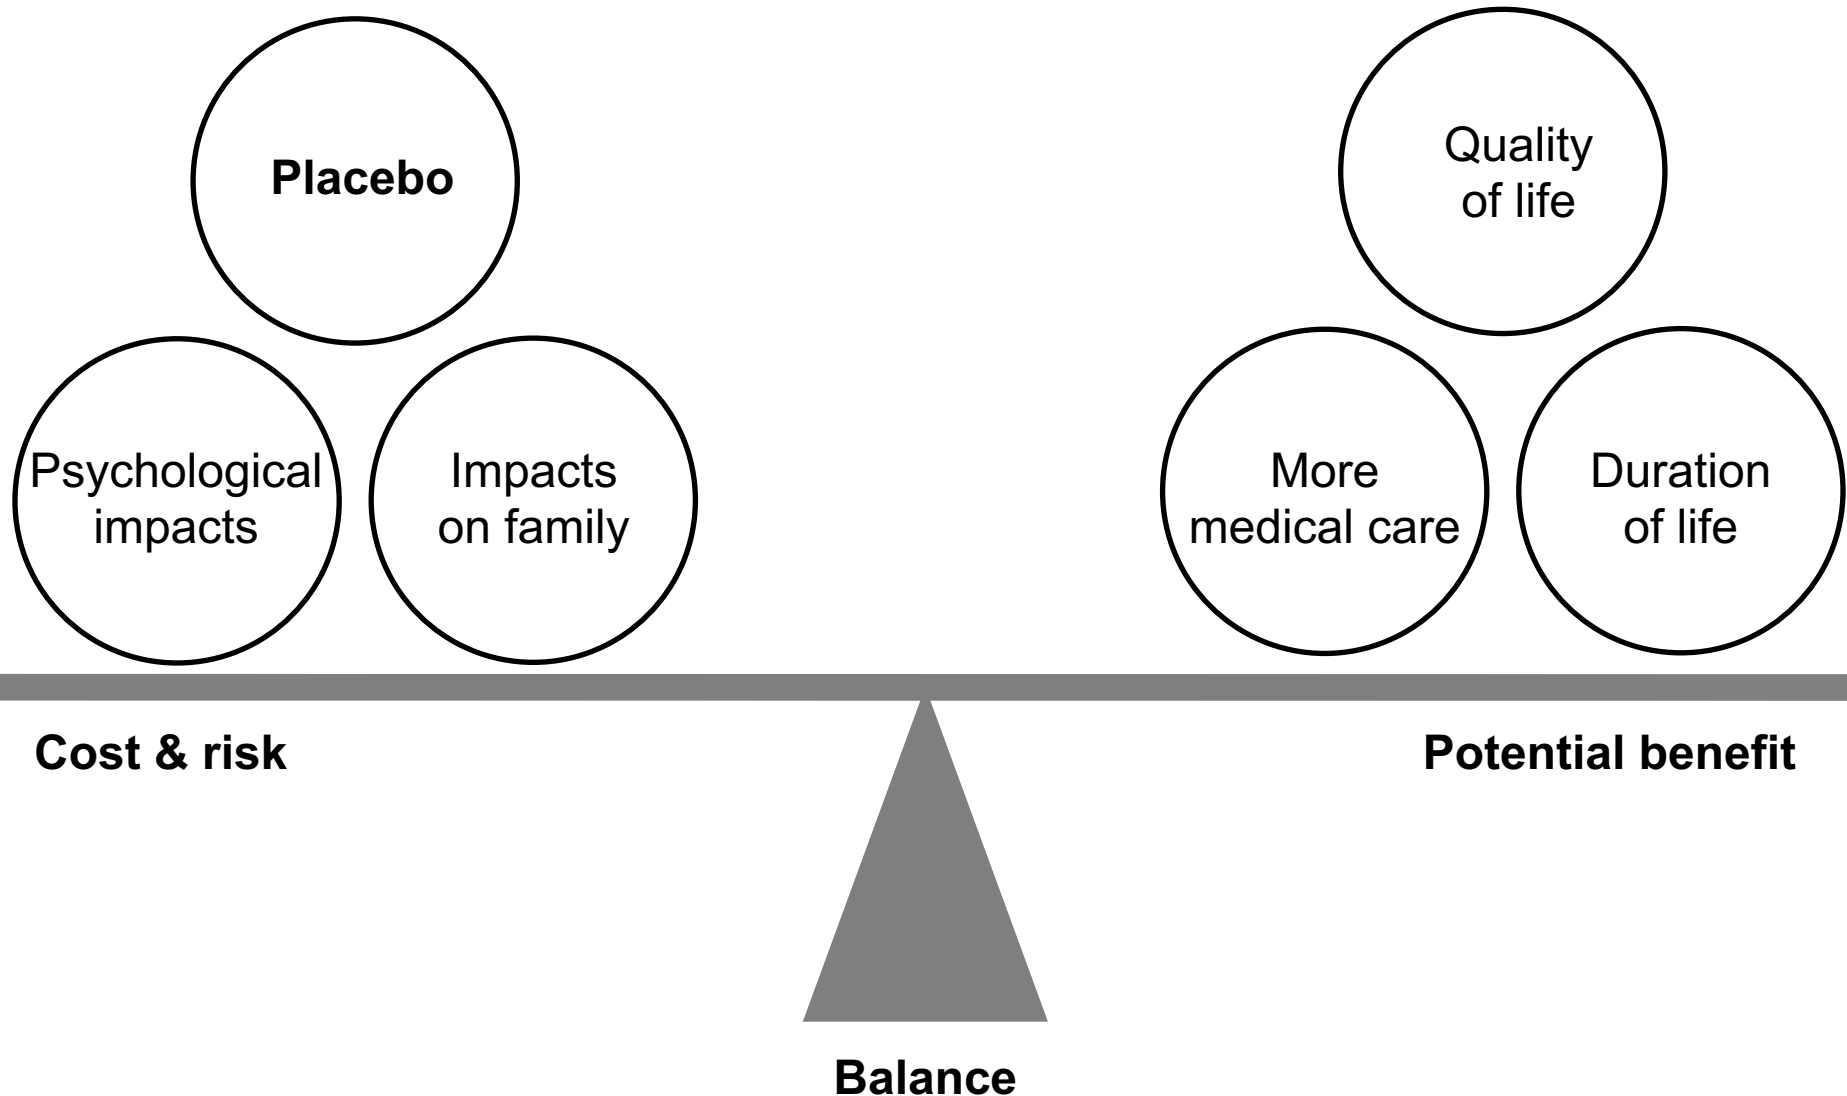 Placebo
Psychological
impacts
Impacts
on family
Quality
of life
More
medical care
Duration
of life
Cost & risk
Potential benefit
Balance